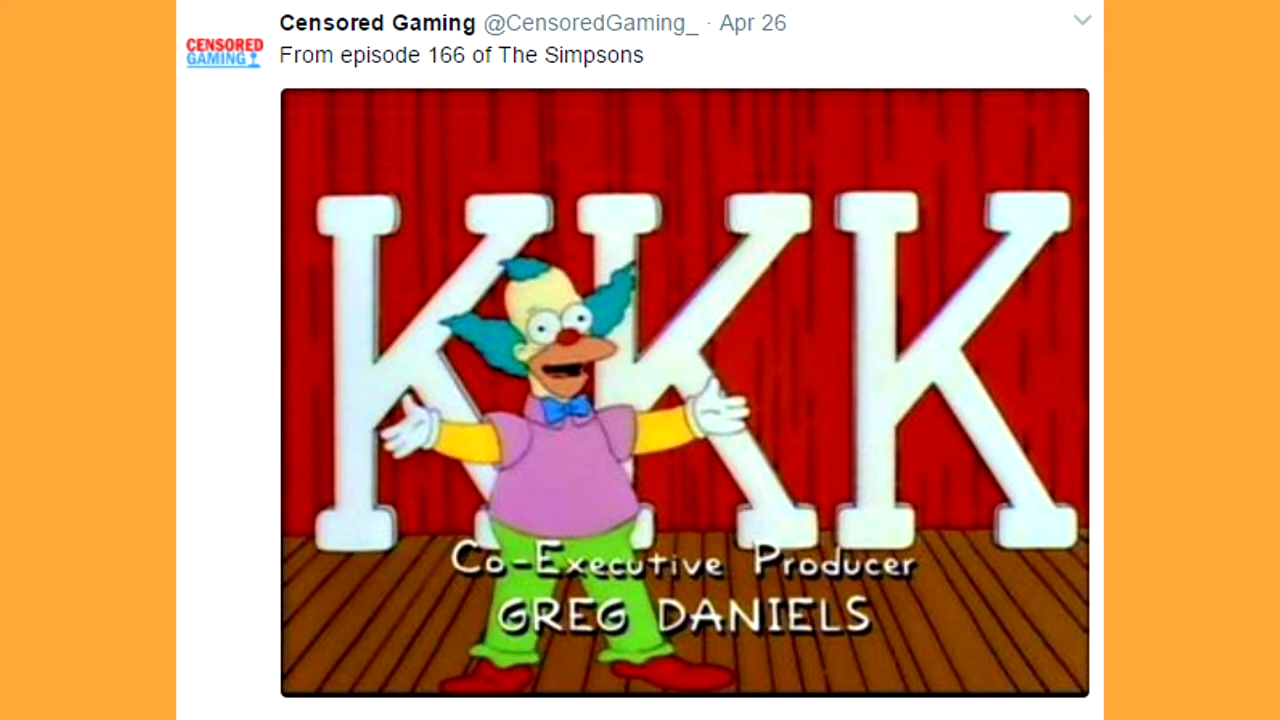 Censored Gaming @CensoredGaming_ · Apr 26
CENSORED
GAMING
From episode 166 of The Simpsons
KKK
Co-Executive Producer
GREG DANIELS